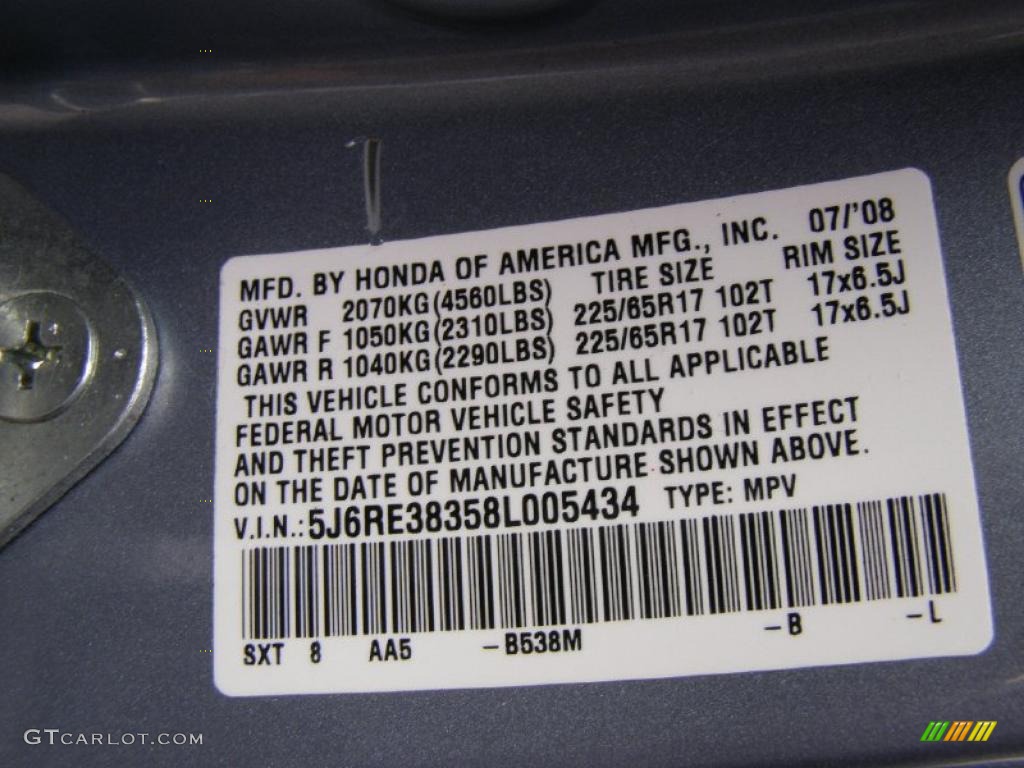 MFD. BY HONDA OF AMERICA MFG., INC. 07/'08
GVWR 2070KG(4560LBS) TIRE SIZE RIM SIZE
GAWR F 1050KG(2310LBS) 225/65R17 102T 17x6.5J
GAWR R 1040KG(2290LBS) 225/65R17 102T 17x6.5J
THIS VEHICLE CONFORMS TO ALL APPLICABLE
FEDERAL MOTOR VEHICLE SAFETY
AND THEFT PREVENTION STANDARDS IN EFFECT
ON THE DATE OF MANUFACTURE SHOWN ABOVE.
V.I.N.: 5J6RE38358L005434 TYPE: MPV
SXT 8 AA5 -B538M -B -L
GTCARLOT.COM